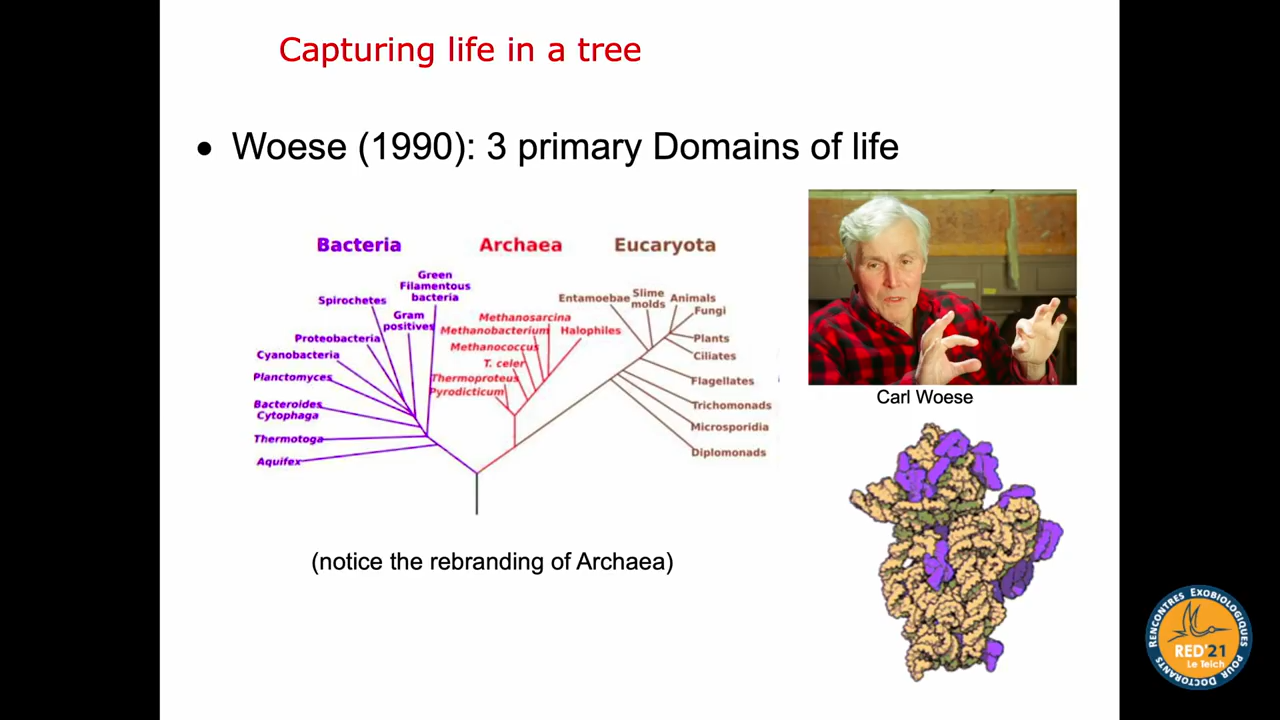 Capturing life in a tree
• Woese (1990): 3 primary Domains of life
Bacteria
Archaea
Eucaryota
Green
Filamentous
bacteria
Spirochetes
Gram
positives
Proteobacteria
Cyanobacteria
Planctomyces
Bacteroides
Cytophaga
Thermotoga
Aquifex
Methanosarcina
Methanobacterium
Halophiles
Methanococcus
T. celer
Thermoproteus
Pyrodicticum
Entamoebae
Slime
molds
Animals
Fungi
Plants
Ciliates
Flagellates
Trichomonads
Microsporidia
Diplomonads
Carl Woese
(notice the rebranding of Archaea)
RENCONTRES EXOBIOLOGIQUES
POUR DOCTORANTS
RED'21
Le Teich